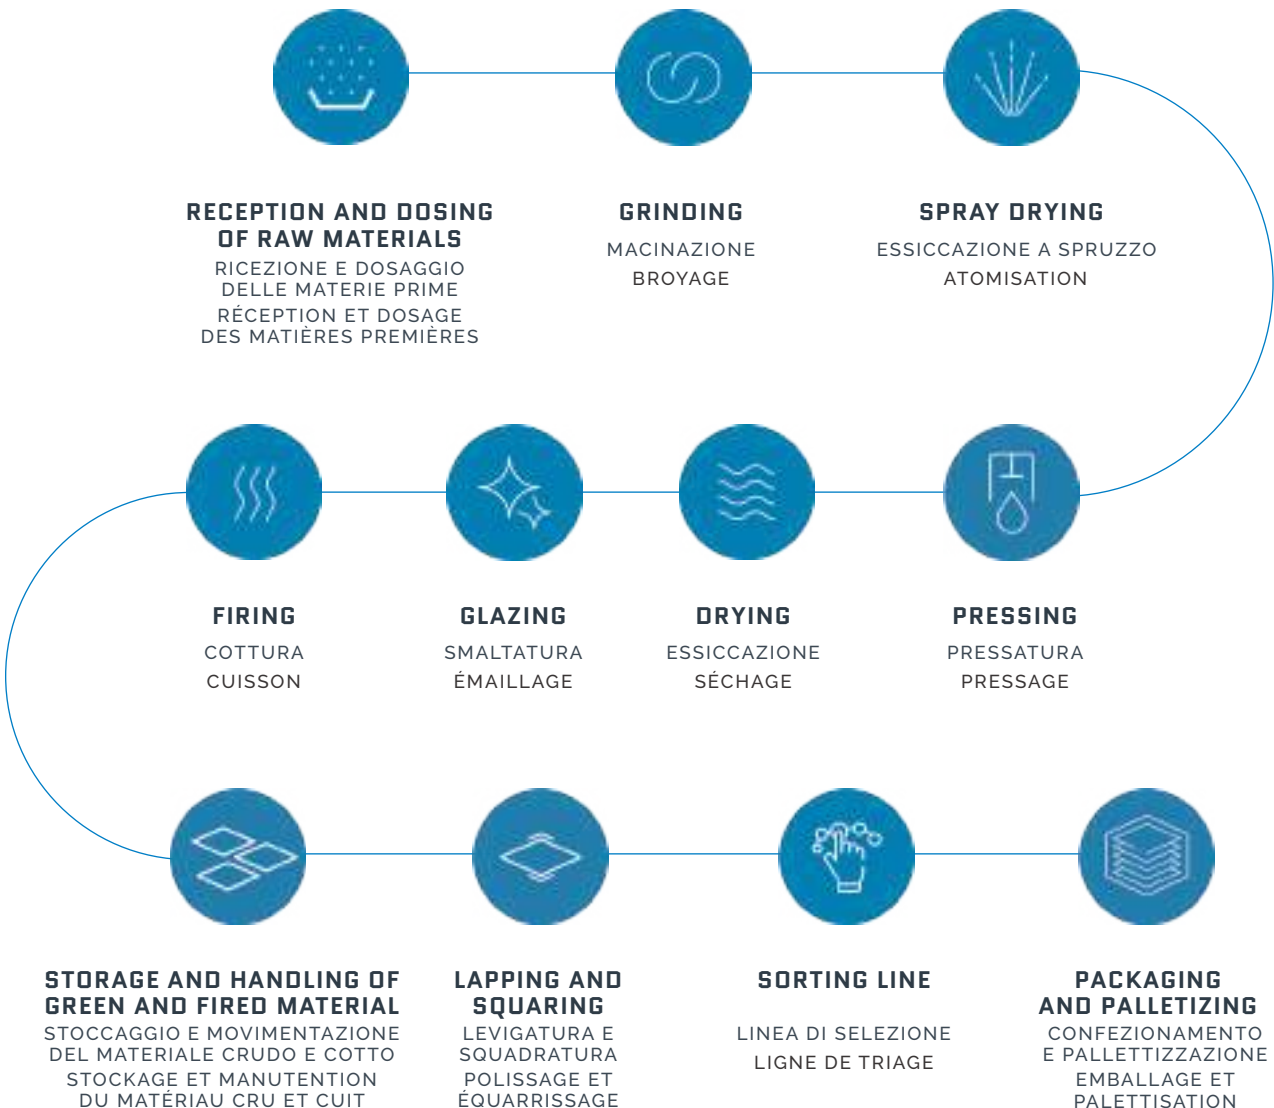 RECEPTION AND DOSING
OF RAW MATERIALS
RICEZIONE E DOSAGGIO
DELLE MATERIE PRIME
RÉCEPTION ET DOSAGE
DES MATIÈRES PREMIÈRES
GRINDING
MACINAZIONE
BROYAGE
SPRAY DRYING
ESSICCAZIONE A SPRUZZO
ATOMISATION
FIRING
COTTURA
CUISSON
GLAZING
SMALTATURA
ÉMAILLAGE
DRYING
ESSICCAZIONE
SÉCHAGE
PRESSING
PRESSATURA
PRESSAGE
STORAGE AND HANDLING OF
GREEN AND FIRED MATERIAL
STOCCAGGIO E MOVIMENTAZIONE
DEL MATERIALE CRUDO E COTTO
STOCKAGE ET MANUTENTION
DU MATÉRIAU CRU ET CUIT
LAPPING AND
SQUARING
LEVIGATURA E
SQUADRATURA
POLISSAGE ET
ÉQUARRISSAGE
SORTING LINE
LINEA DI SELEZIONE
LIGNE DE TRIAGE
PACKAGING
AND PALLETIZING
CONFEZIONAMENTO
E PALLETTIZZAZIONE
EMBALLAGE ET
PALETTISATION